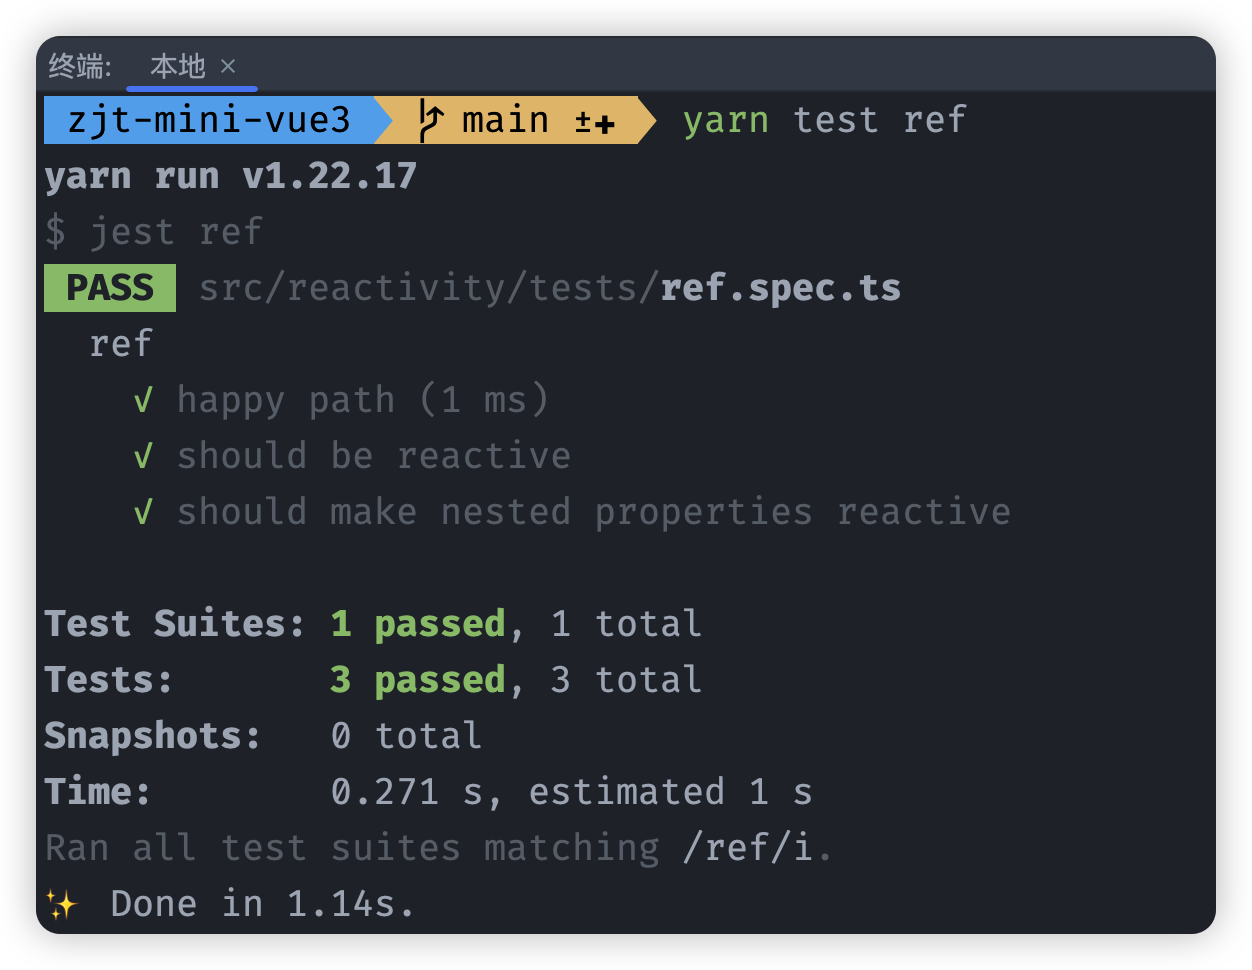 终端: 本地 ×
zjt-mini-vue3 main ±✚ yarn test ref
yarn run v1.22.17
$ jest ref
PASS src/reactivity/tests/ref.spec.ts
ref
√ happy path (1 ms)
√ should be reactive
√ should make nested properties reactive
Test Suites: 1 passed, 1 total
Tests: 3 passed, 3 total
Snapshots: 0 total
Time: 0.271 s, estimated 1 s
Ran all test suites matching /ref/i.
✨ Done in 1.14s.